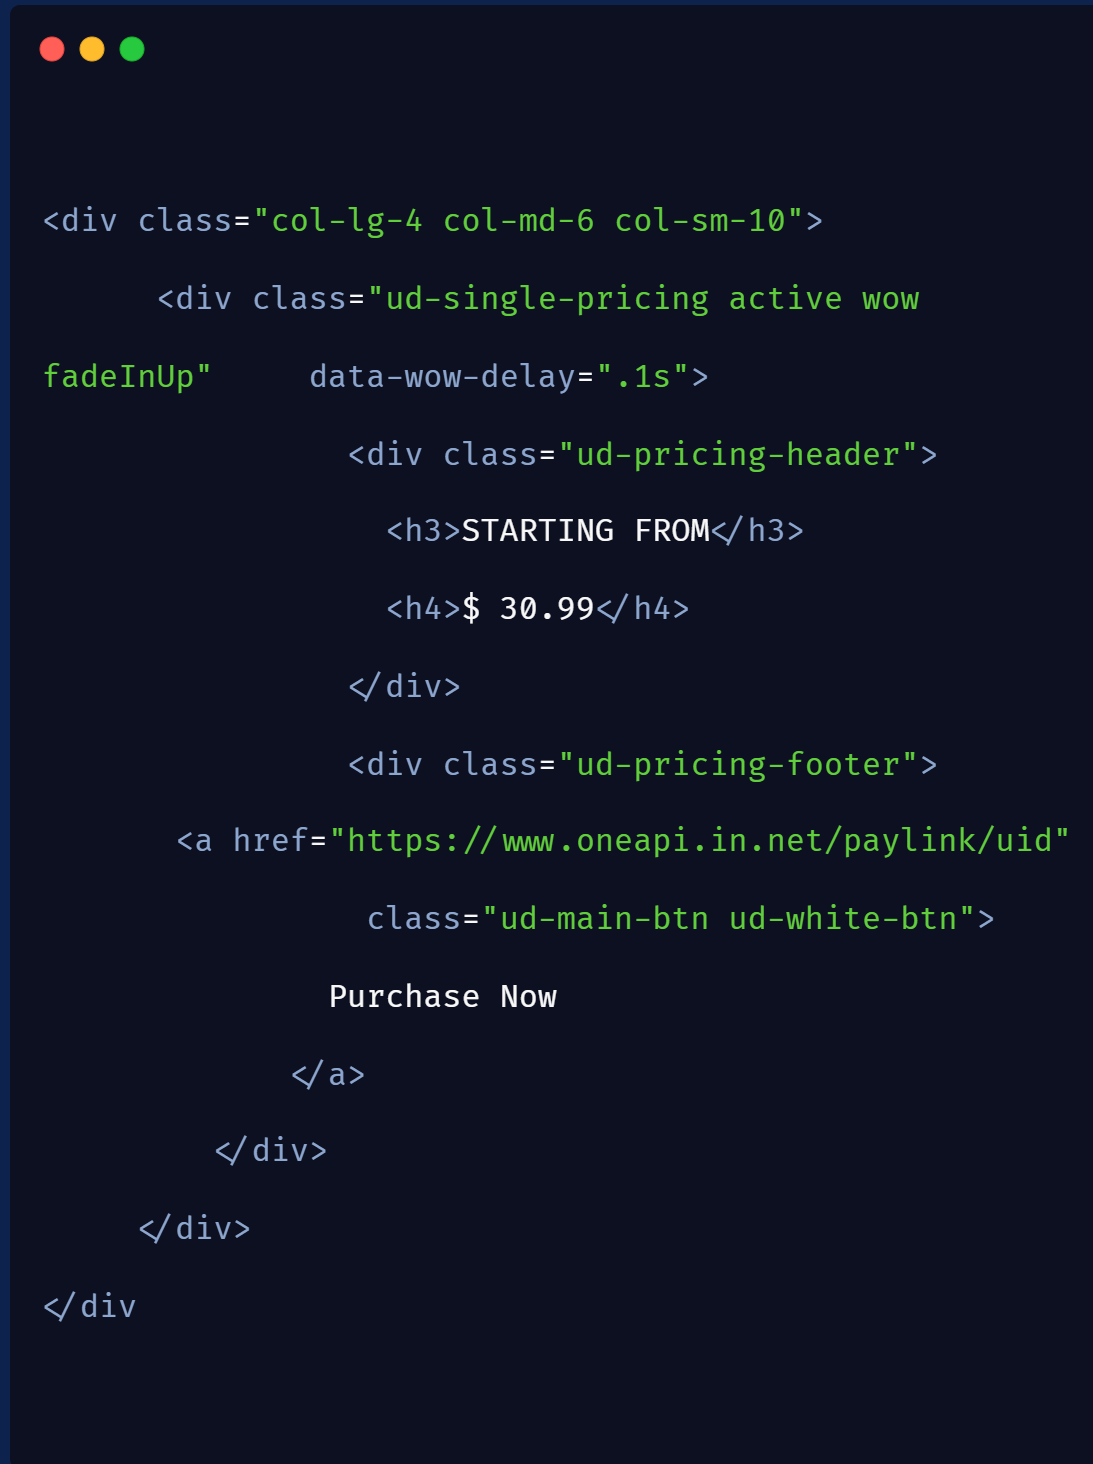 <div class="col-lg-4 col-md-6 col-sm-10">
<div class="ud-single-pricing active wow
fadeInUp" data-wow-delay=".1s">
<div class="ud-pricing-header">
<h3>STARTING FROM</h3>
<h4>$ 30.99</h4>
</div>
<div class="ud-pricing-footer">
<a href="https://www.oneapi.in.net/paylink/uid"
class="ud-main-btn ud-white-btn">
Purchase Now
</a>
</div>
</div>
</div